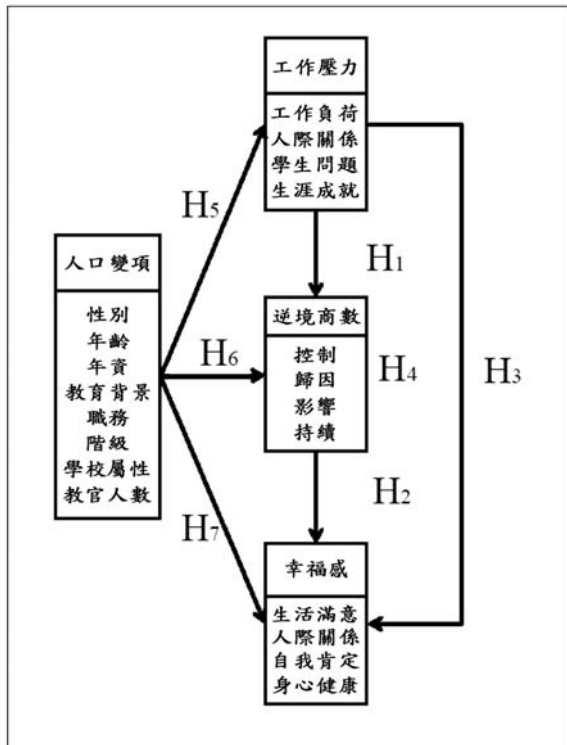 工作壓力
工作負荷
人際關係
學生問題
生涯成就
H5
H1
人口變項
性別
年齡
年資
教育背景
職務
階級
學校屬性
教官人數
H6
逆境商數
控制
歸因
影響
持續
H4
H3
H7
H2
幸福感
生活滿意
人際關係
自我肯定
身心健康